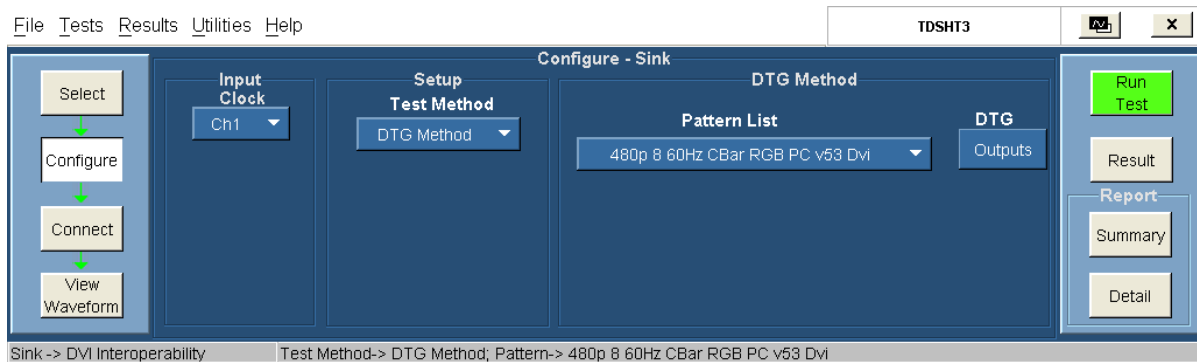 File Tests Results Utilities Help
TDSHT3
x
Select
Configure
Connect
View
Waveform
Configure - Sink
Input
Clock
Ch1
Setup
Test Method
DTG Method
DTG Method
Pattern List
480p 8 60Hz CBar RGB PC v53 Dvi
DTG
Outputs
Run
Test
Result
Report
Summary
Detail
Sink -> DVI Interoperability
Test Method-> DTG Method; Pattern-> 480p 8 60Hz CBar RGB PC v53 Dvi